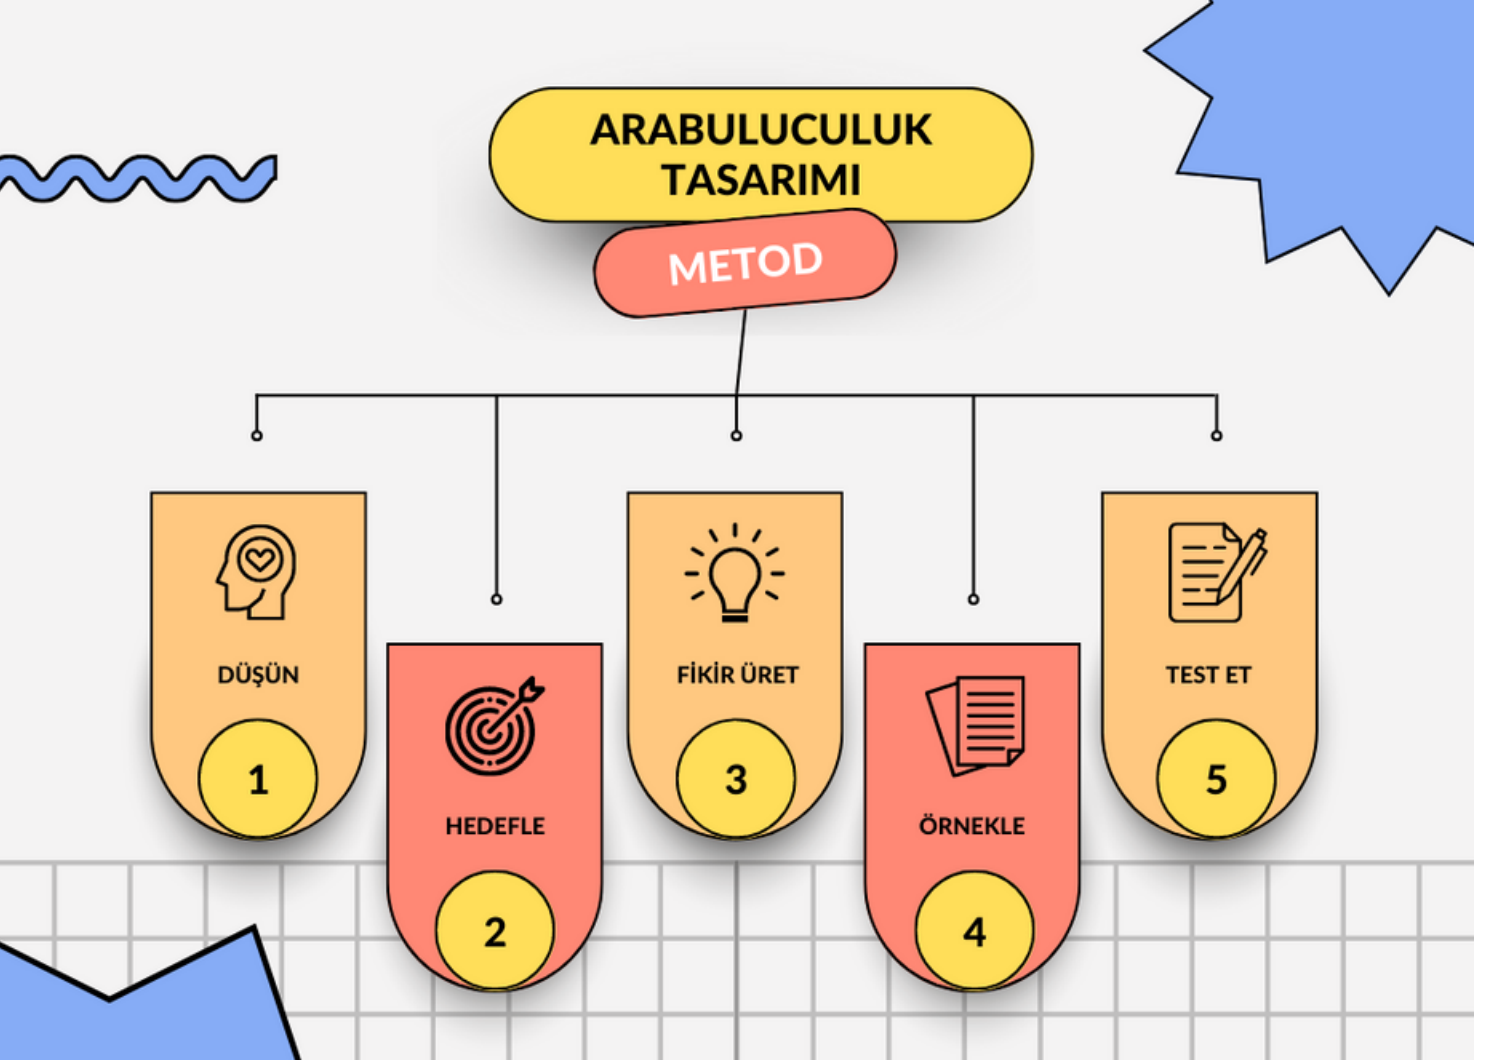 ARABULUCULUK
TASARIMI
METOD
DÜŞÜN
1
HEDEFLE
2
FİKİR ÜRET
3
ÖRNEKLE
4
TEST ET
5